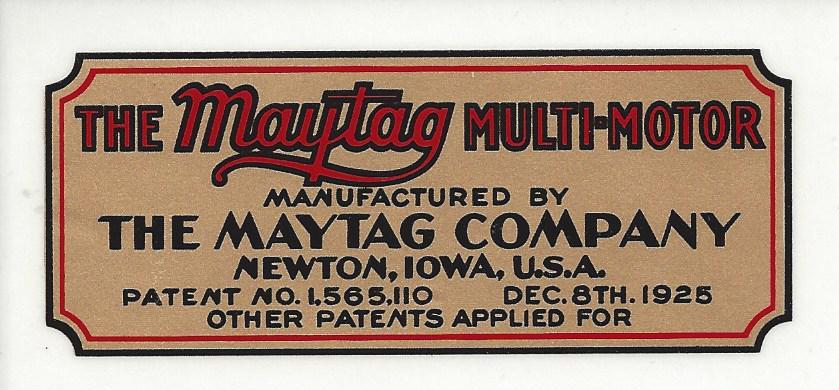 THE Maytag MULTI-MOTOR
MANUFACTURED BY
THE MAYTAG COMPANY
NEWTON, IOWA, U.S.A.
PATENT NO. 1,565,110 DEC. 8TH. 1925
OTHER PATENTS APPLIED FOR